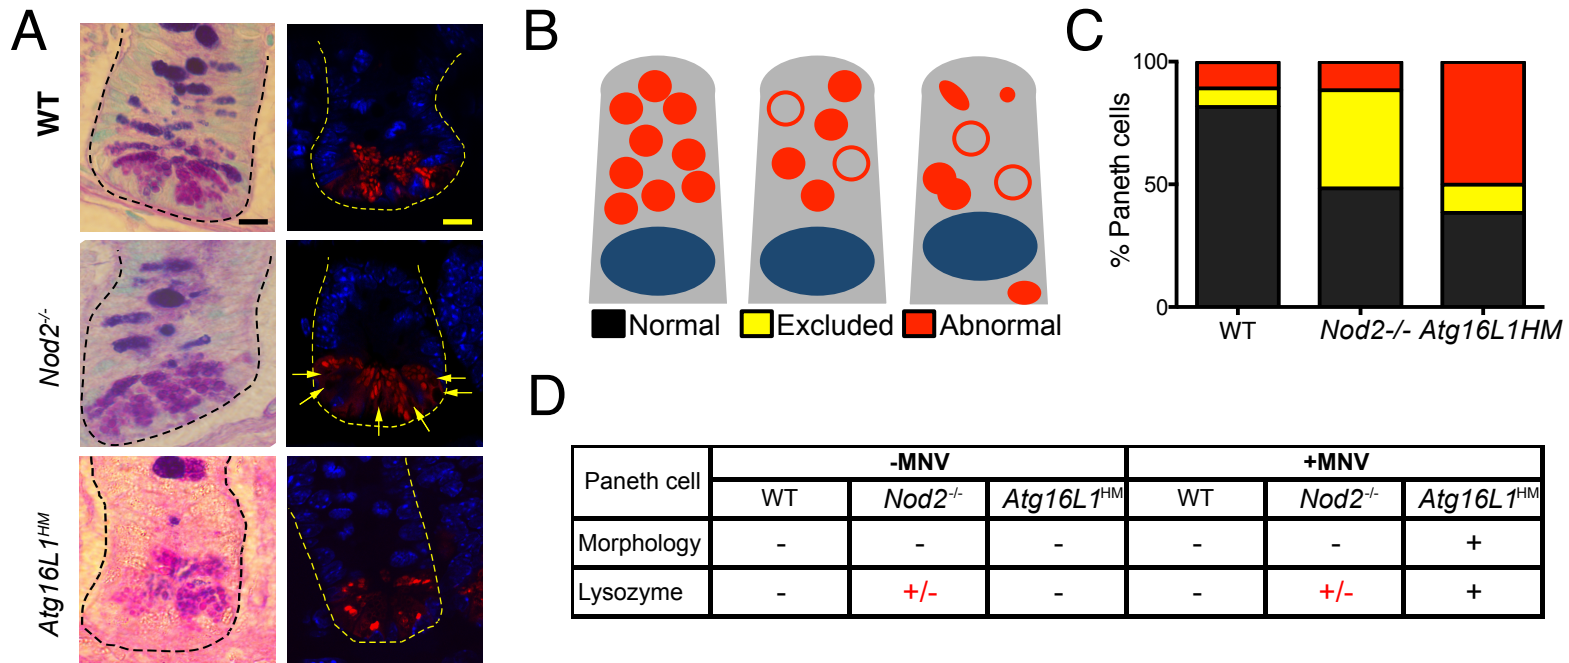 A
B
C
WT
Nod2-/-
Atg16L1HM
Normal
Excluded
Abnormal
% Paneth cells
100
50
0
WT
Nod2-/-
Atg16L1HM
D
Paneth cell
-MNV
+MNV
WT
Nod2-/-
Atg16L1HM
WT
Nod2-/-
Atg16L1HM
Morphology
-
-
-
-
-
+
Lysozyme
-
+/-
-
-
+/-
+